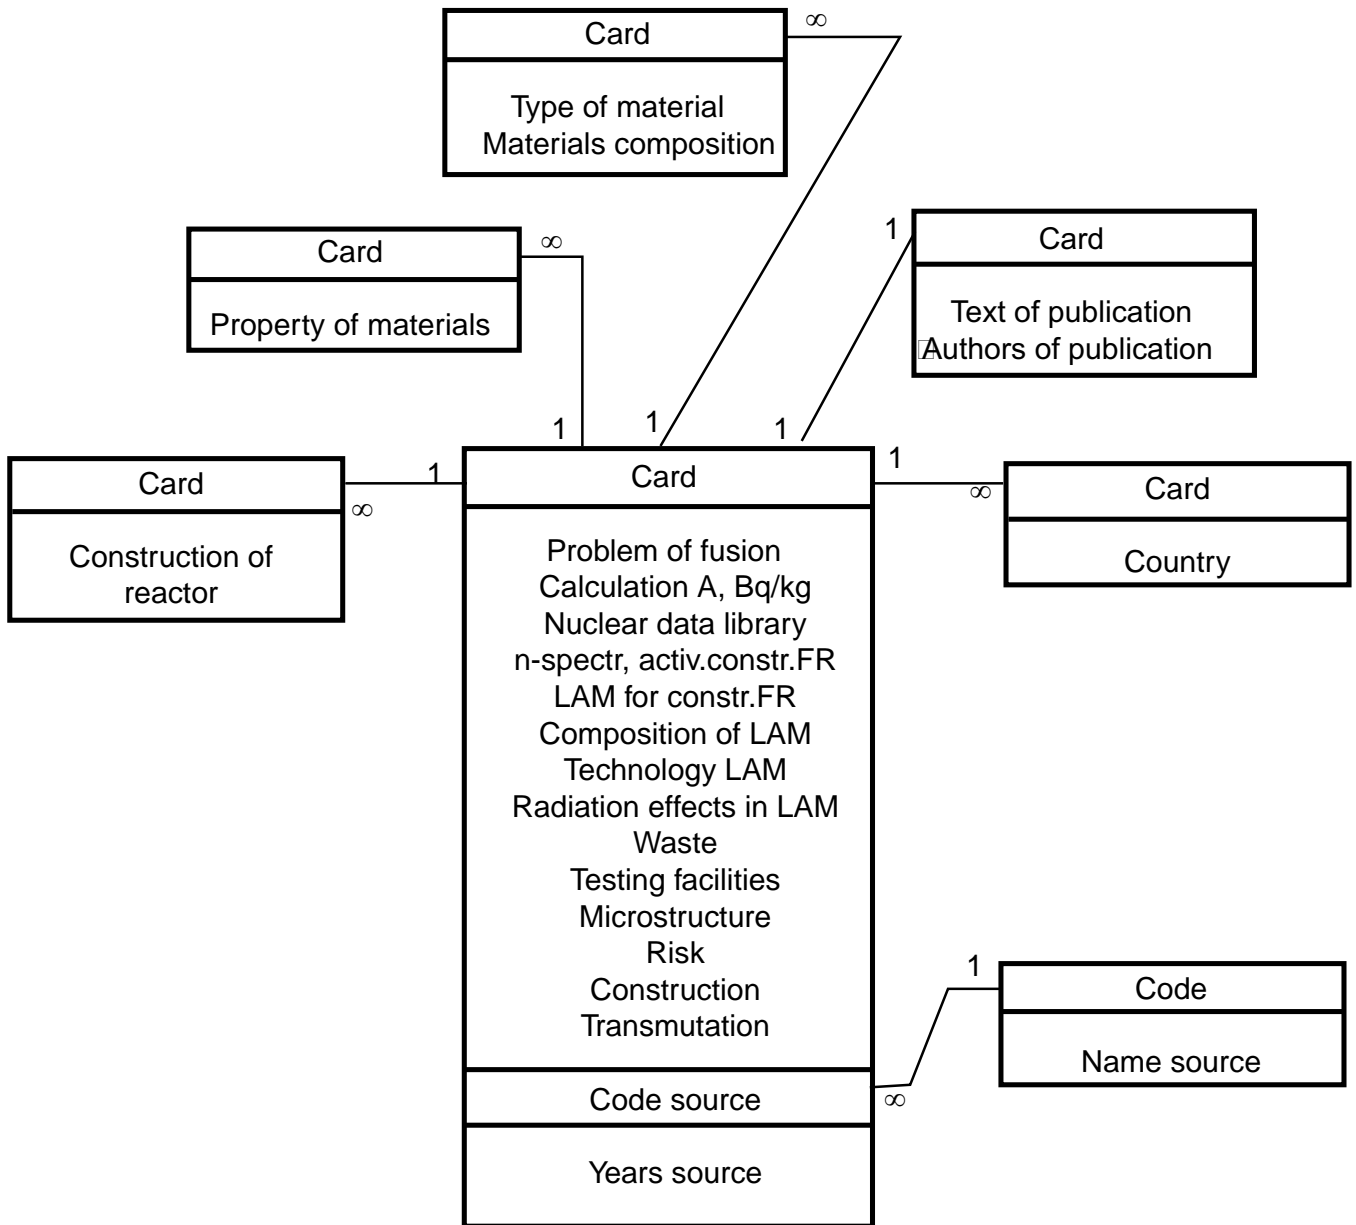 ∞
Card
Type of material
Materials composition
Card
∞
Property of materials
1
Card
Text of publication
Authors of publication
1
1
1
Card
∞
Construction of
reactor
1
Card
1
∞
Card
Country
Problem of fusion
Calculation A, Bq/kg
Nuclear data library
n-spectr, activ.constr.FR
LAM for constr.FR
Composition of LAM
Technology LAM
Radiation effects in LAM
Waste
Testing facilities
Microstructure
Risk
Construction
Transmutation
1
Code
Name source
Code source
∞
Years source